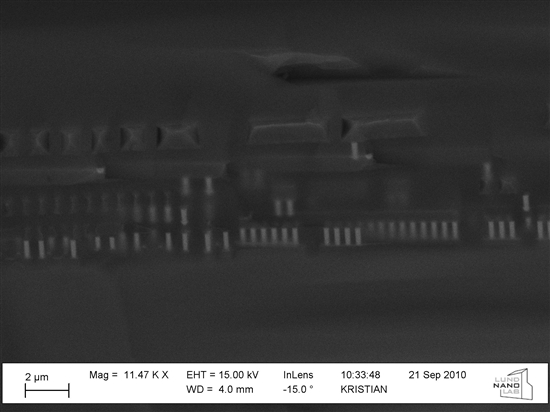 2 µm
Mag = 11.47 K X
EHT = 15.00 kV
InLens
10:33:48
21 Sep 2010
WD = 4.0 mm
-15.0 °
KRISTIAN
LUND
NANO
LAB